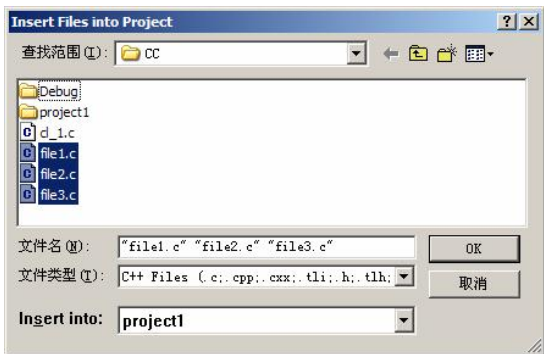 Insert Files into Project
查找范围(I): CC
Debug
project1
cl_1.c
file1.c
file2.c
file3.c
文件名(N): "file1.c" "file2.c" "file3.c" OK
文件类型(T): C++ Files (.c;.cpp;.cxx;.tli;.h;.tlh; 取消
Insert into: project1